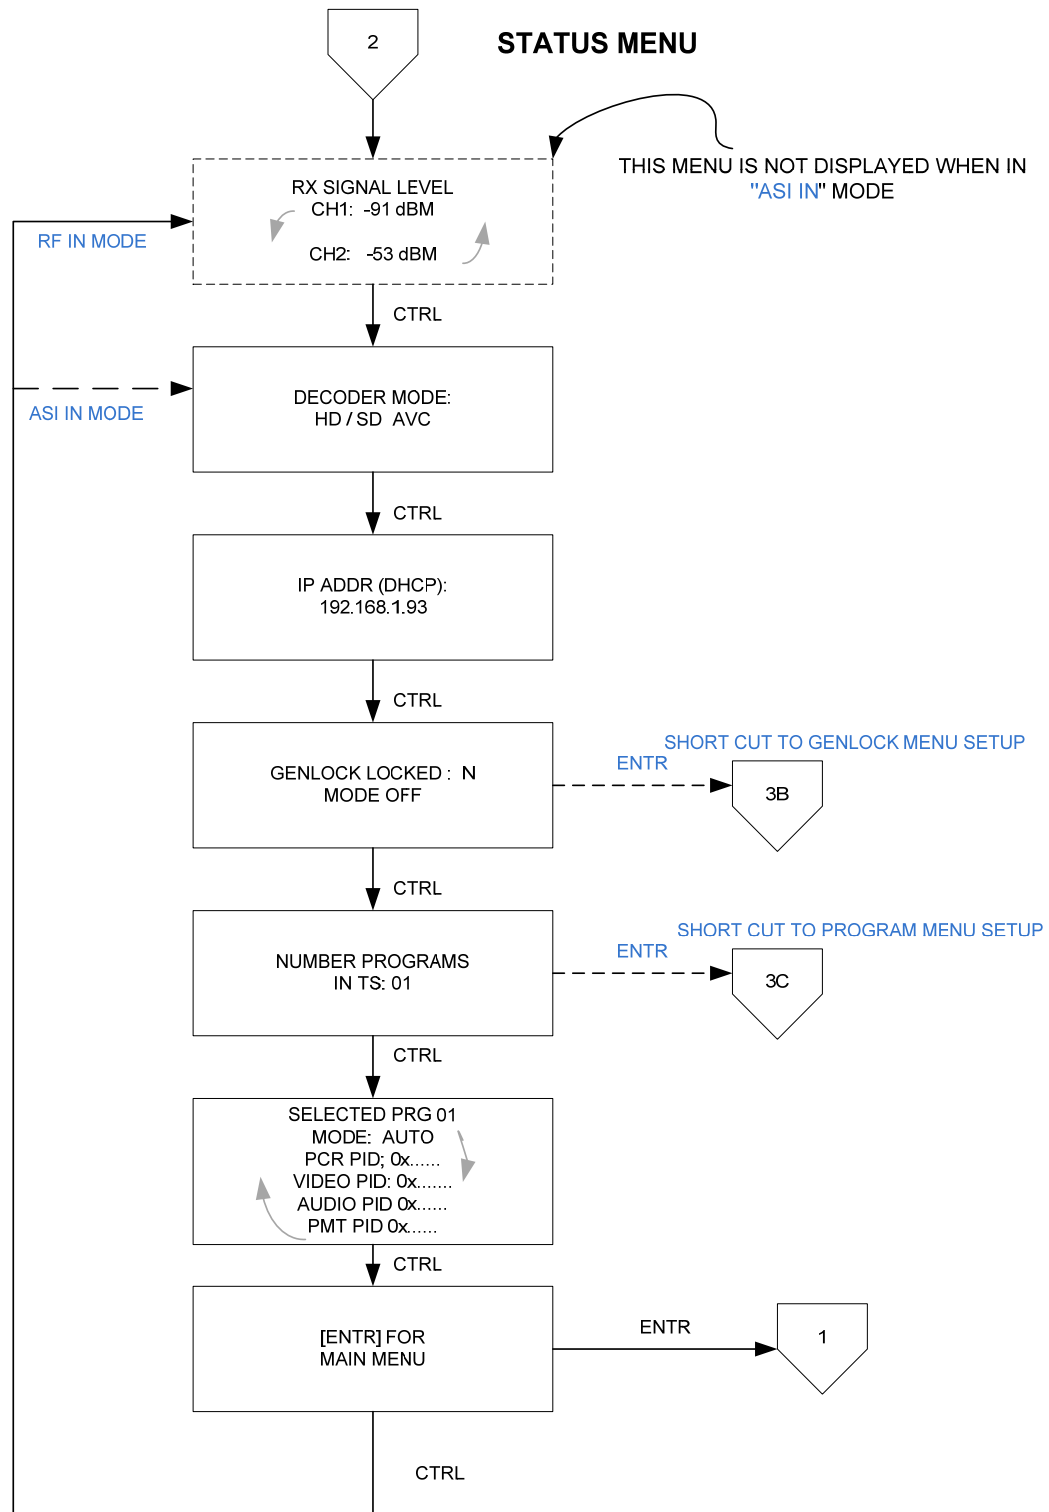 2
STATUS MENU
THIS MENU IS NOT DISPLAYED WHEN IN
"ASI IN" MODE
RX SIGNAL LEVEL
CH1: -91 dBM
CH2: -53 dBM
RF IN MODE
CTRL
DECODER MODE:
HD / SD AVC
ASI IN MODE
CTRL
IP ADDR (DHCP):
192.168.1.93
CTRL
SHORT CUT TO GENLOCK MENU SETUP
ENTR
GENLOCK LOCKED : N
MODE OFF
3B
CTRL
SHORT CUT TO PROGRAM MENU SETUP
ENTR
NUMBER PROGRAMS
IN TS: 01
3C
CTRL
SELECTED PRG 01
MODE: AUTO
PCR PID; 0x......
VIDEO PID: 0x.......
AUDIO PID 0x......
PMT PID 0x......
CTRL
[ENTR] FOR
MAIN MENU
ENTR
1
CTRL